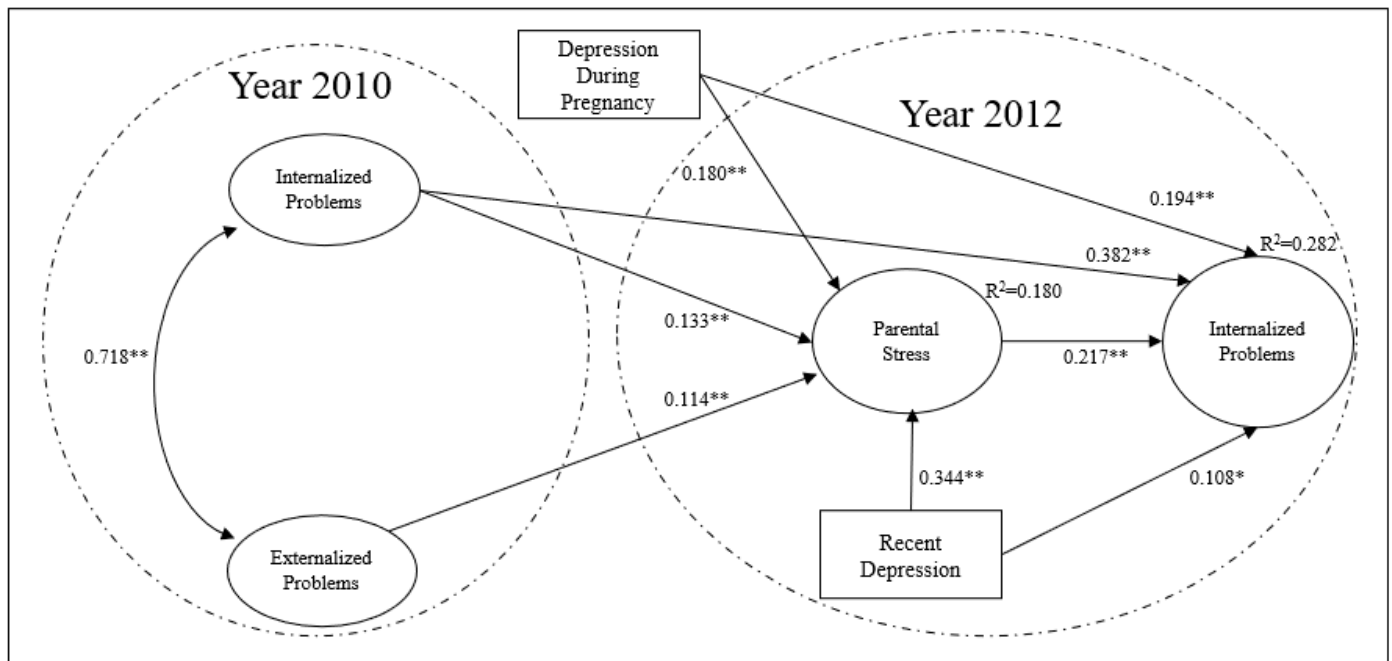 Year 2010
Depression
During
Pregnancy
Year 2012
Internalized
Problems
0.180**
0.194**
R²=0.282
0.382**
R²=0.180
0.133**
Parental
Stress
Internalized
Problems
0.718**
0.217**
0.114**
0.344**
0.108*
Externalized
Problems
Recent
Depression